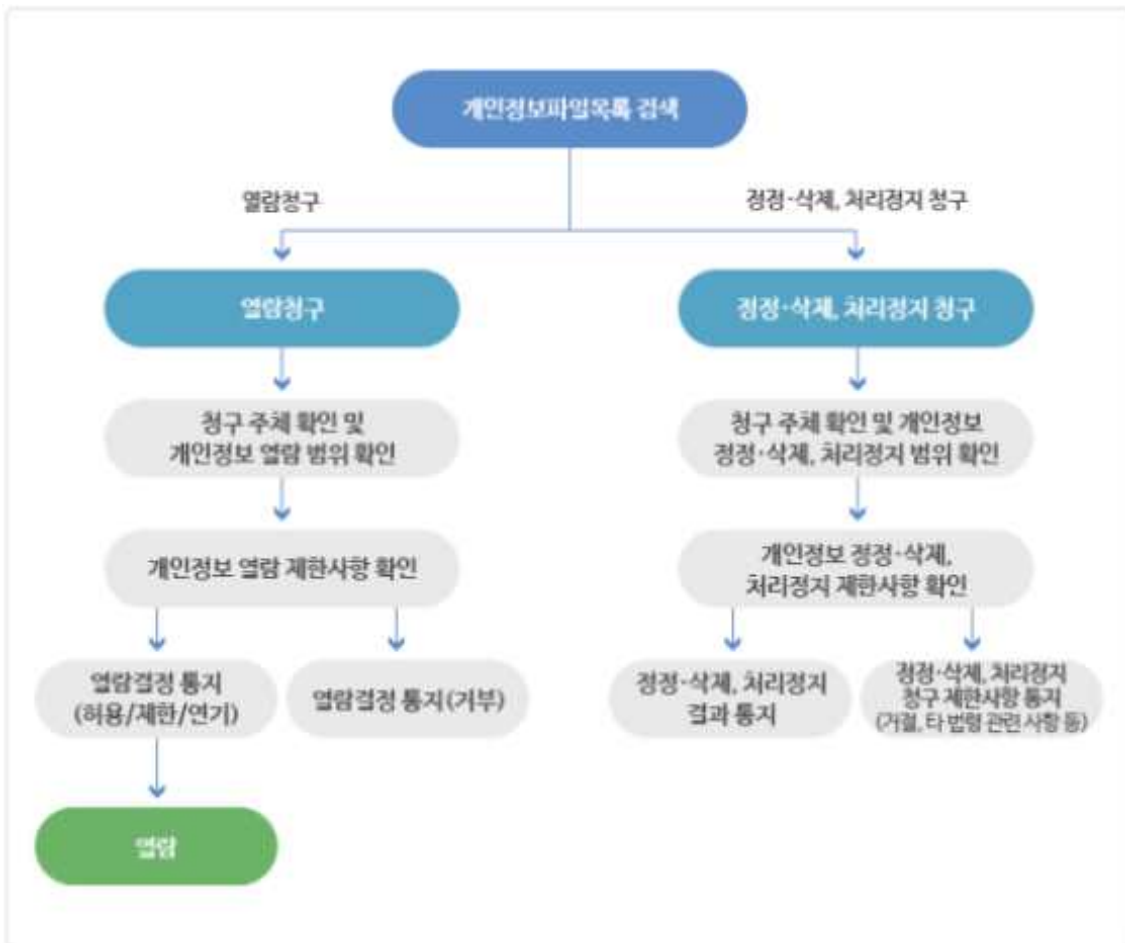 개인정보파일목록 검색
열람청구
정정·삭제, 처리정지 청구
열람청구
정정·삭제, 처리정지 청구
청구 주체 확인 및
개인정보 열람 범위 확인
청구 주체 확인 및 개인정보
정정·삭제, 처리정지 범위 확인
개인정보 열람 제한사항 확인
개인정보 정정·삭제,
처리정지 제한사항 확인
열람결정 통지
(허용/제한/연기)
열람결정 통지(거부)
정정·삭제, 처리정지
결과 통지
정정·삭제, 처리정지
청구 제한사항 통지
(거절, 타 법령 관련 사항 등)
열람